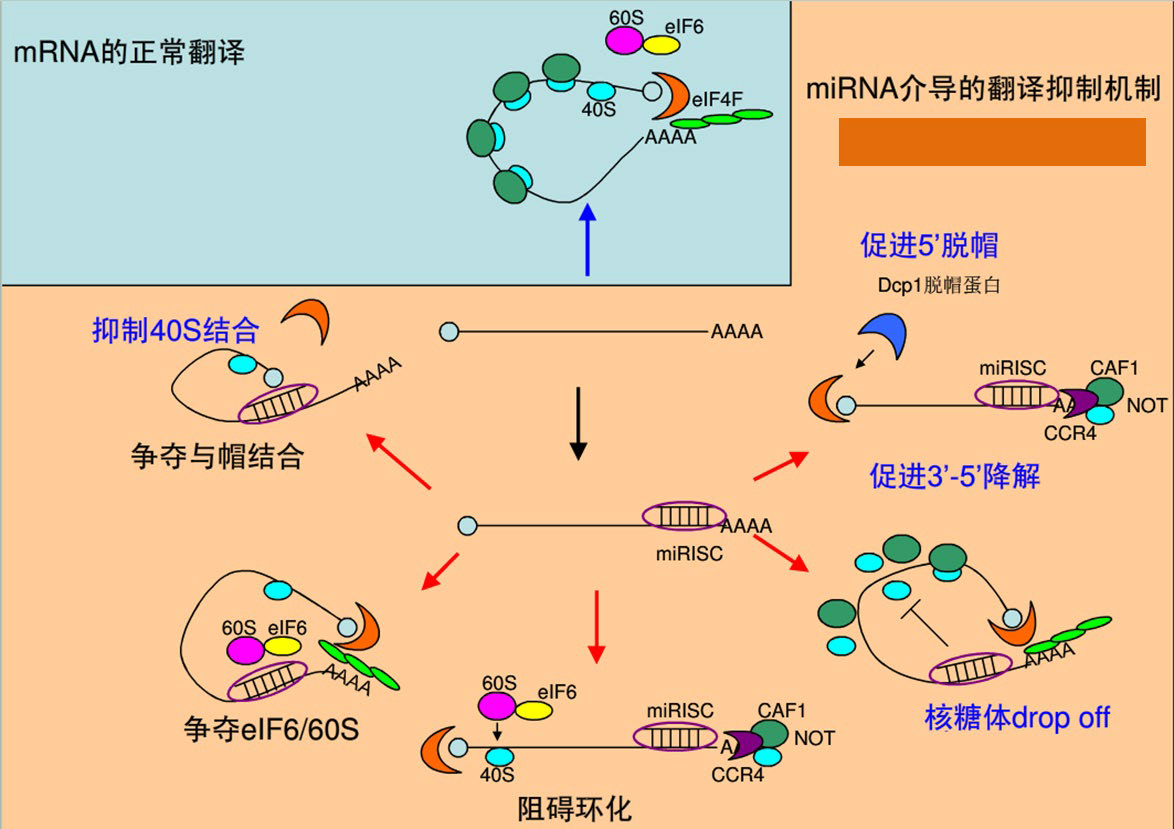 mRNA的正常翻译
60S
eIF6
40S
eIF4F
AAAA
miRNA介导的翻译抑制机制
促进5’脱帽
Dcp1脱帽蛋白
抑制40S结合
AAAA
争夺与帽结合
AAAA
miRISC
CAF1
AA
NOT
CCR4
促进3’-5’降解
AAAA
miRISC
60S eIF6
AAAA
争夺eIF6/60S
60S
eIF6
40S
miRISC
CAF1
A
NOT
CCR4
阻碍环化
AAAA
核糖体drop off